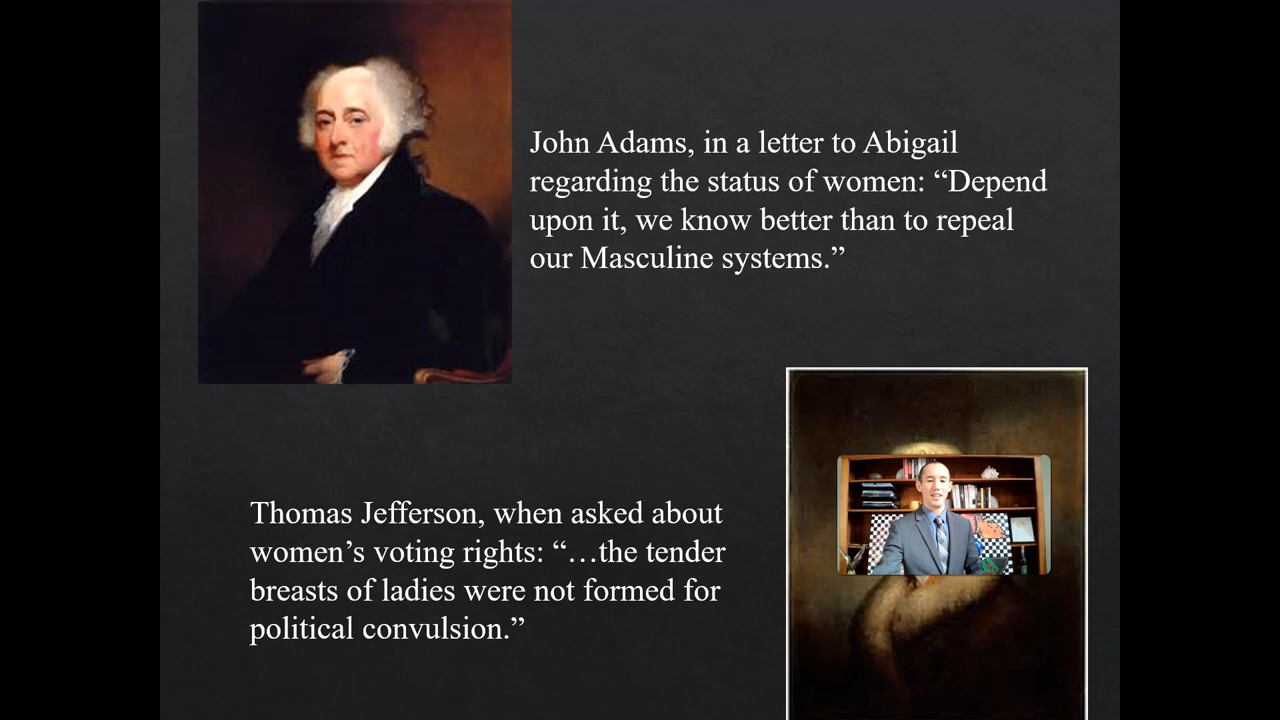 John Adams, in a letter to Abigail
regarding the status of women: “Depend
upon it, we know better than to repeal
our Masculine systems.”
Thomas Jefferson, when asked about
women’s voting rights: “…the tender
breasts of ladies were not formed for
political convulsion.”